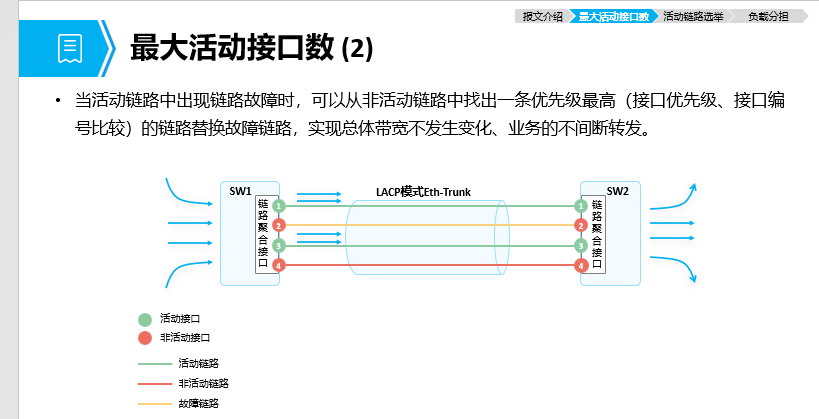 报文介绍 最大活动接口数 活动链路选举 负载分担
最大活动接口数 (2)
• 当活动链路中出现链路故障时，可以从非活动链路中找出一条优先级最高（接口优先级、接口编
号比较）的链路替换故障链路，实现总体带宽不发生变化、业务的不间断转发。
SW1
LACP模式Eth-Trunk
SW2
链路聚合接口
1
2
3
4
1
2
3
4
链路聚合接口
活动接口
非活动接口
活动链路
非活动链路
故障链路